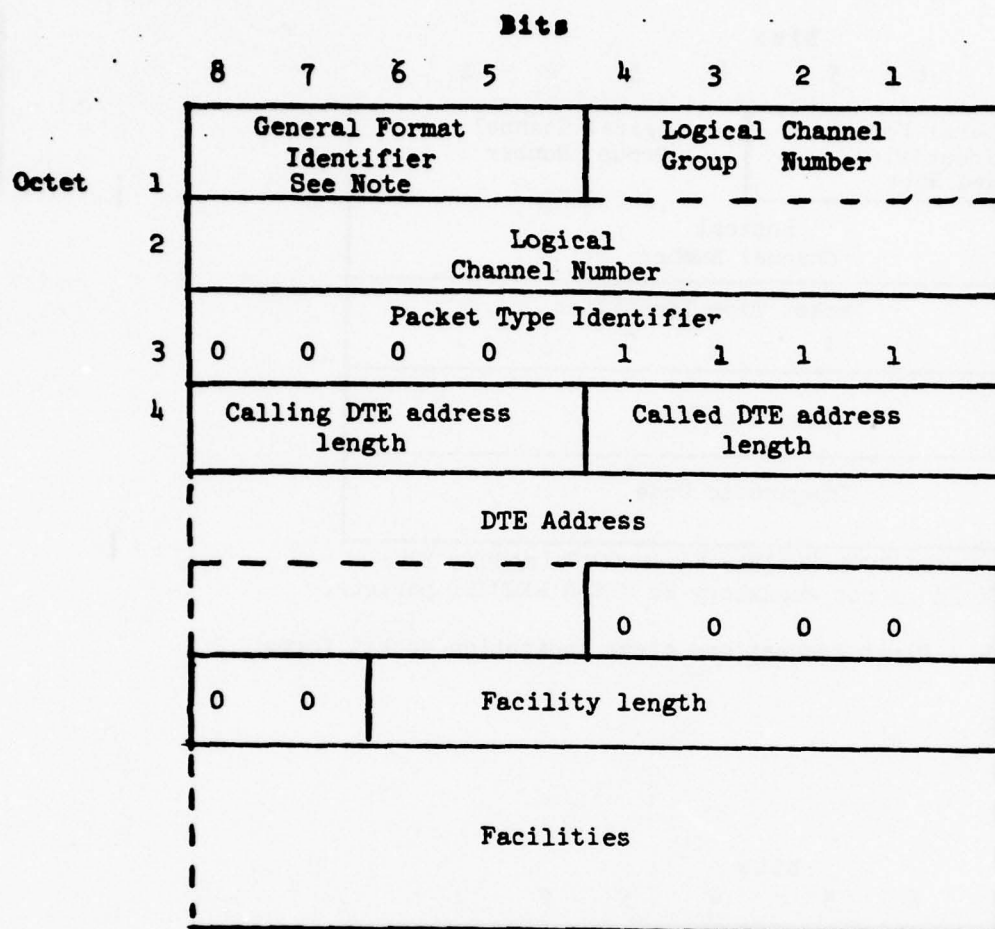 Bits
8 7 6 5 4 3 2 1
General Format Logical Channel
Identifier Group Number
Octet 1 See Note
2 Logical
Channel Number
Packet Type Identifier
3 0 0 0 0 1 1 1 1
4 Calling DTE address Called DTE address
length length
DTE Address
0 0 0 0
0 0 Facility length
Facilities